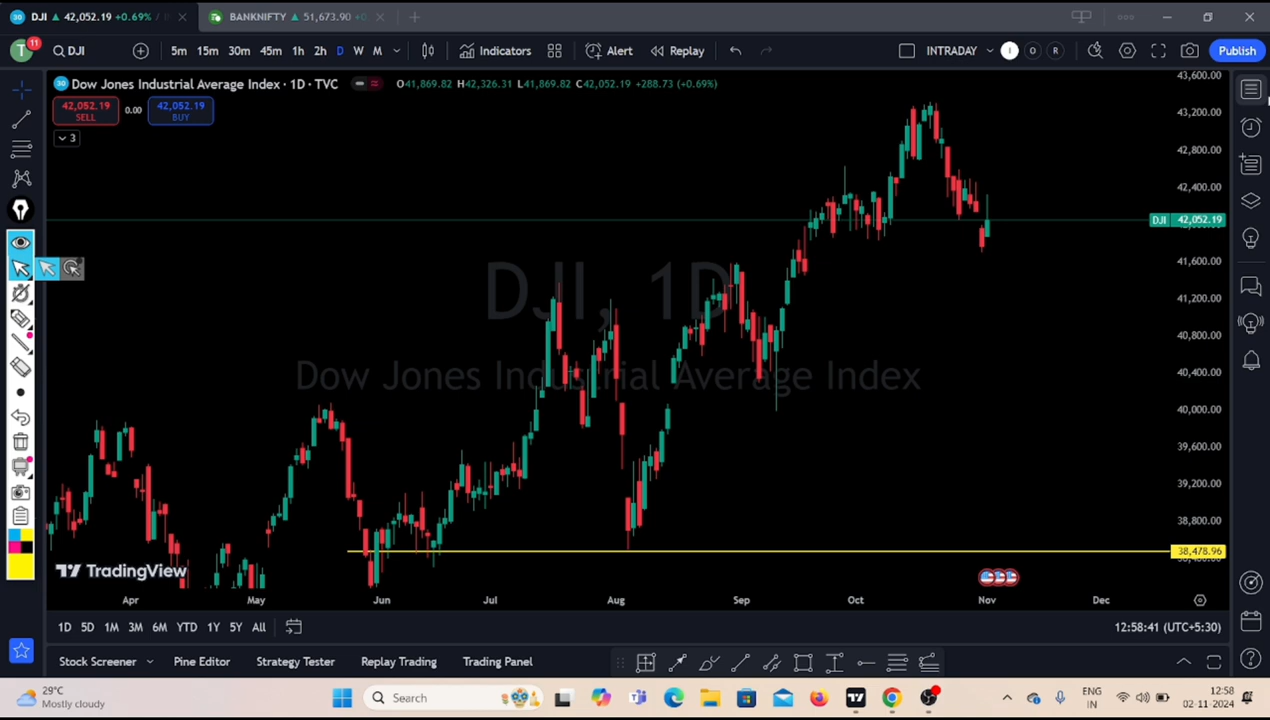 DJI ▲ 42,052.19 +0.69% /
BANKNIFTY ▲ 51,673.90 +0
T 11 DJI 5m 15m 30m 45m 1h 2h D W M Indicators Alert Replay INTRADAY I O R Publish
30 Dow Jones Industrial Average Index · 1D · TVC O41,869.82 H42,326.31 L41,869.82 C42,052.19 +288.73 (+0.69%)
42,052.19 SELL 0.00 42,052.19 BUY
3
43,600.00
43,200.00
42,800.00
42,400.00
DJI 42,052.19
41,600.00
41,200.00
40,800.00
40,400.00
40,000.00
39,600.00
39,200.00
38,800.00
38,478.96
DJI, 1D
Dow Jones Industrial Average Index
TradingView
Apr May Jun Jul Aug Sep Oct Nov Dec
1D 5D 1M 3M 6M YTD 1Y 5Y All 12:58:41 (UTC+5:30)
Stock Screener Pine Editor Strategy Tester Replay Trading Trading Panel
29°C
Mostly cloudy
Search
ENG
IN
12:58
02-11-2024